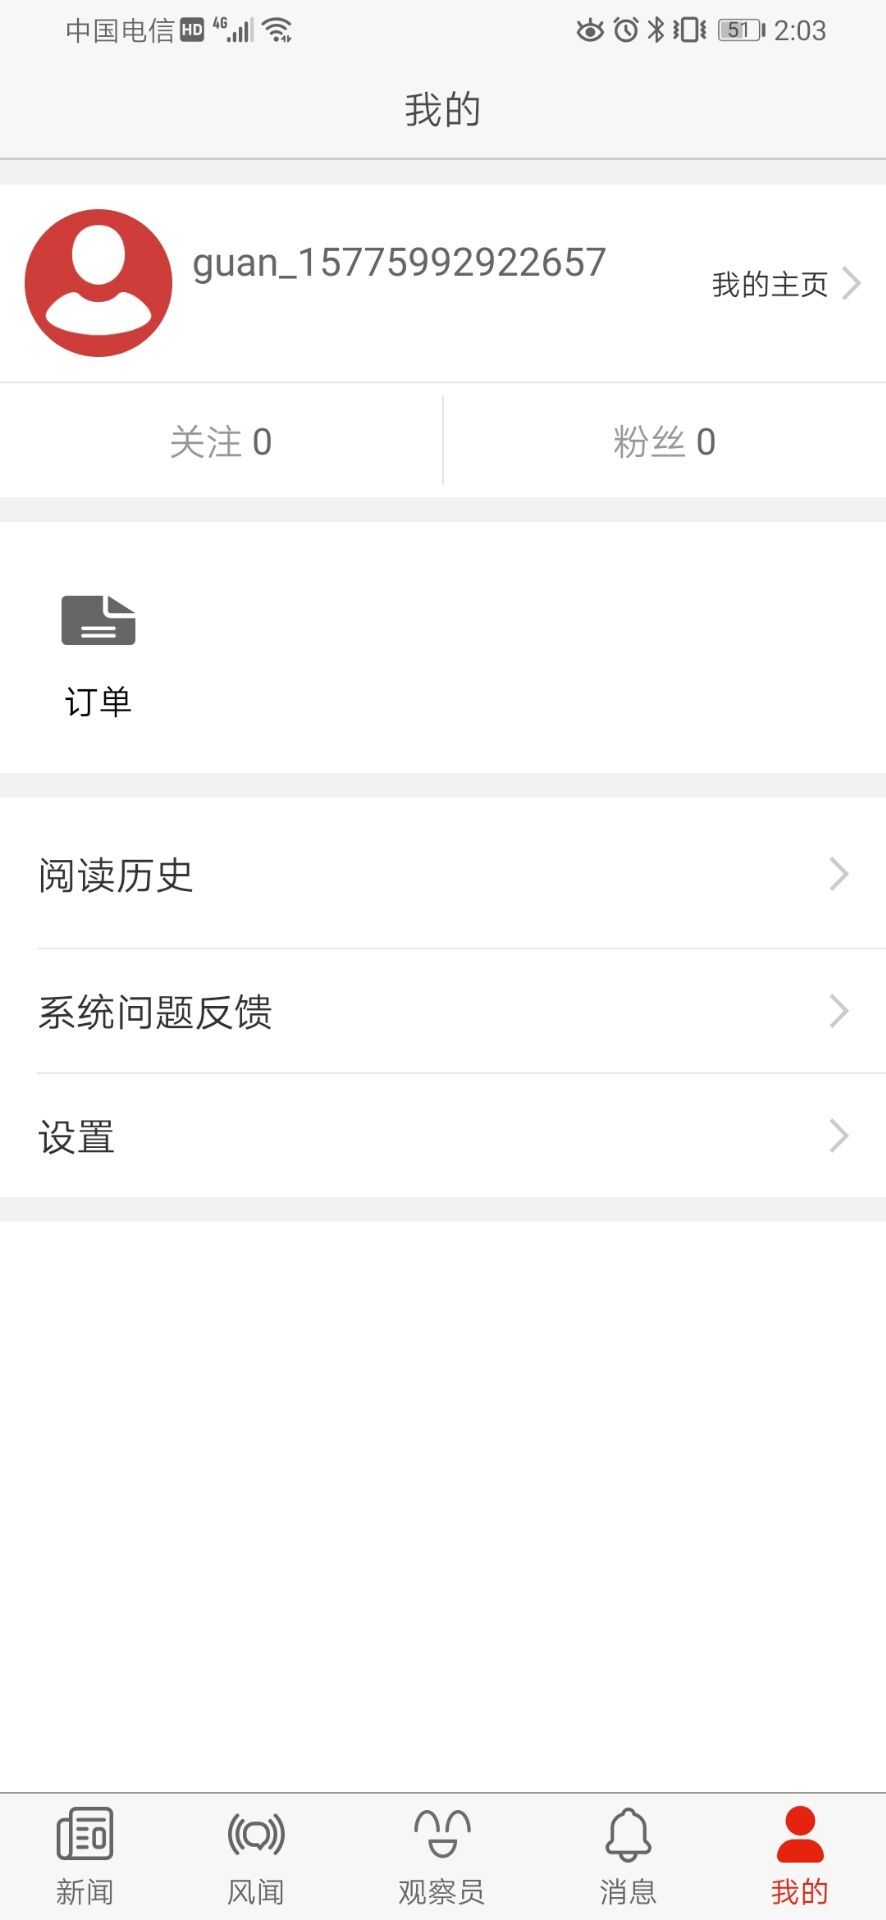 中国电信 HD 4G 51 2:03
我的
guan_15775992922657
我的主页
关注 0
粉丝 0
订单
阅读历史
系统问题反馈
设置
新闻 风闻 观察员 消息 我的